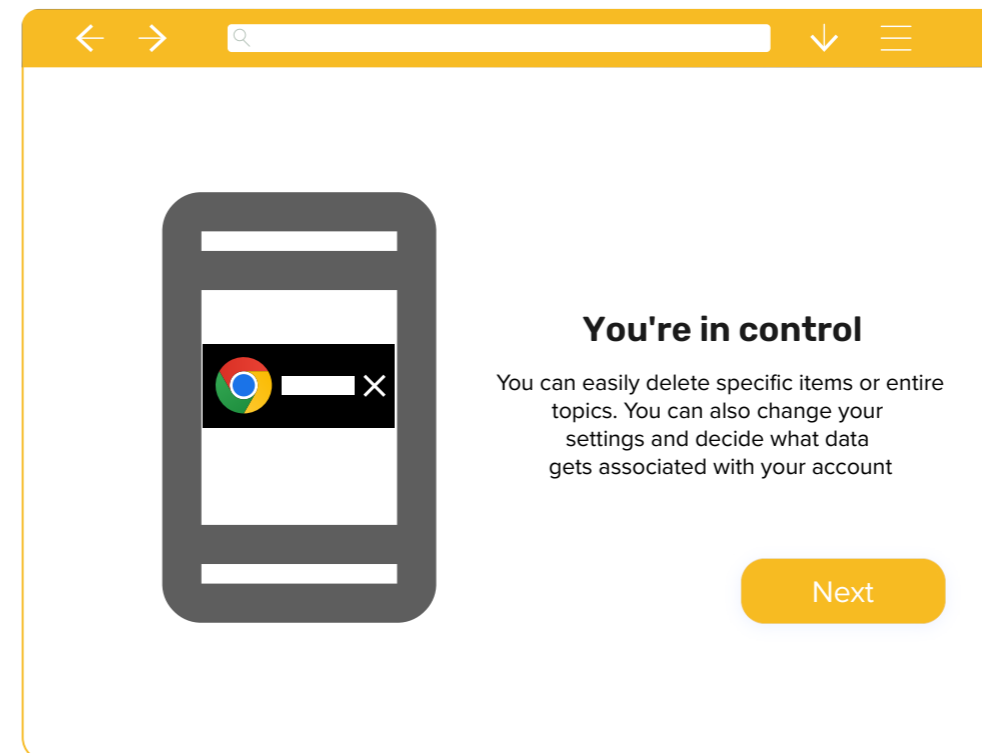 You're in control
You can easily delete specific items or entire
topics. You can also change your
settings and decide what data
gets associated with your account
Next